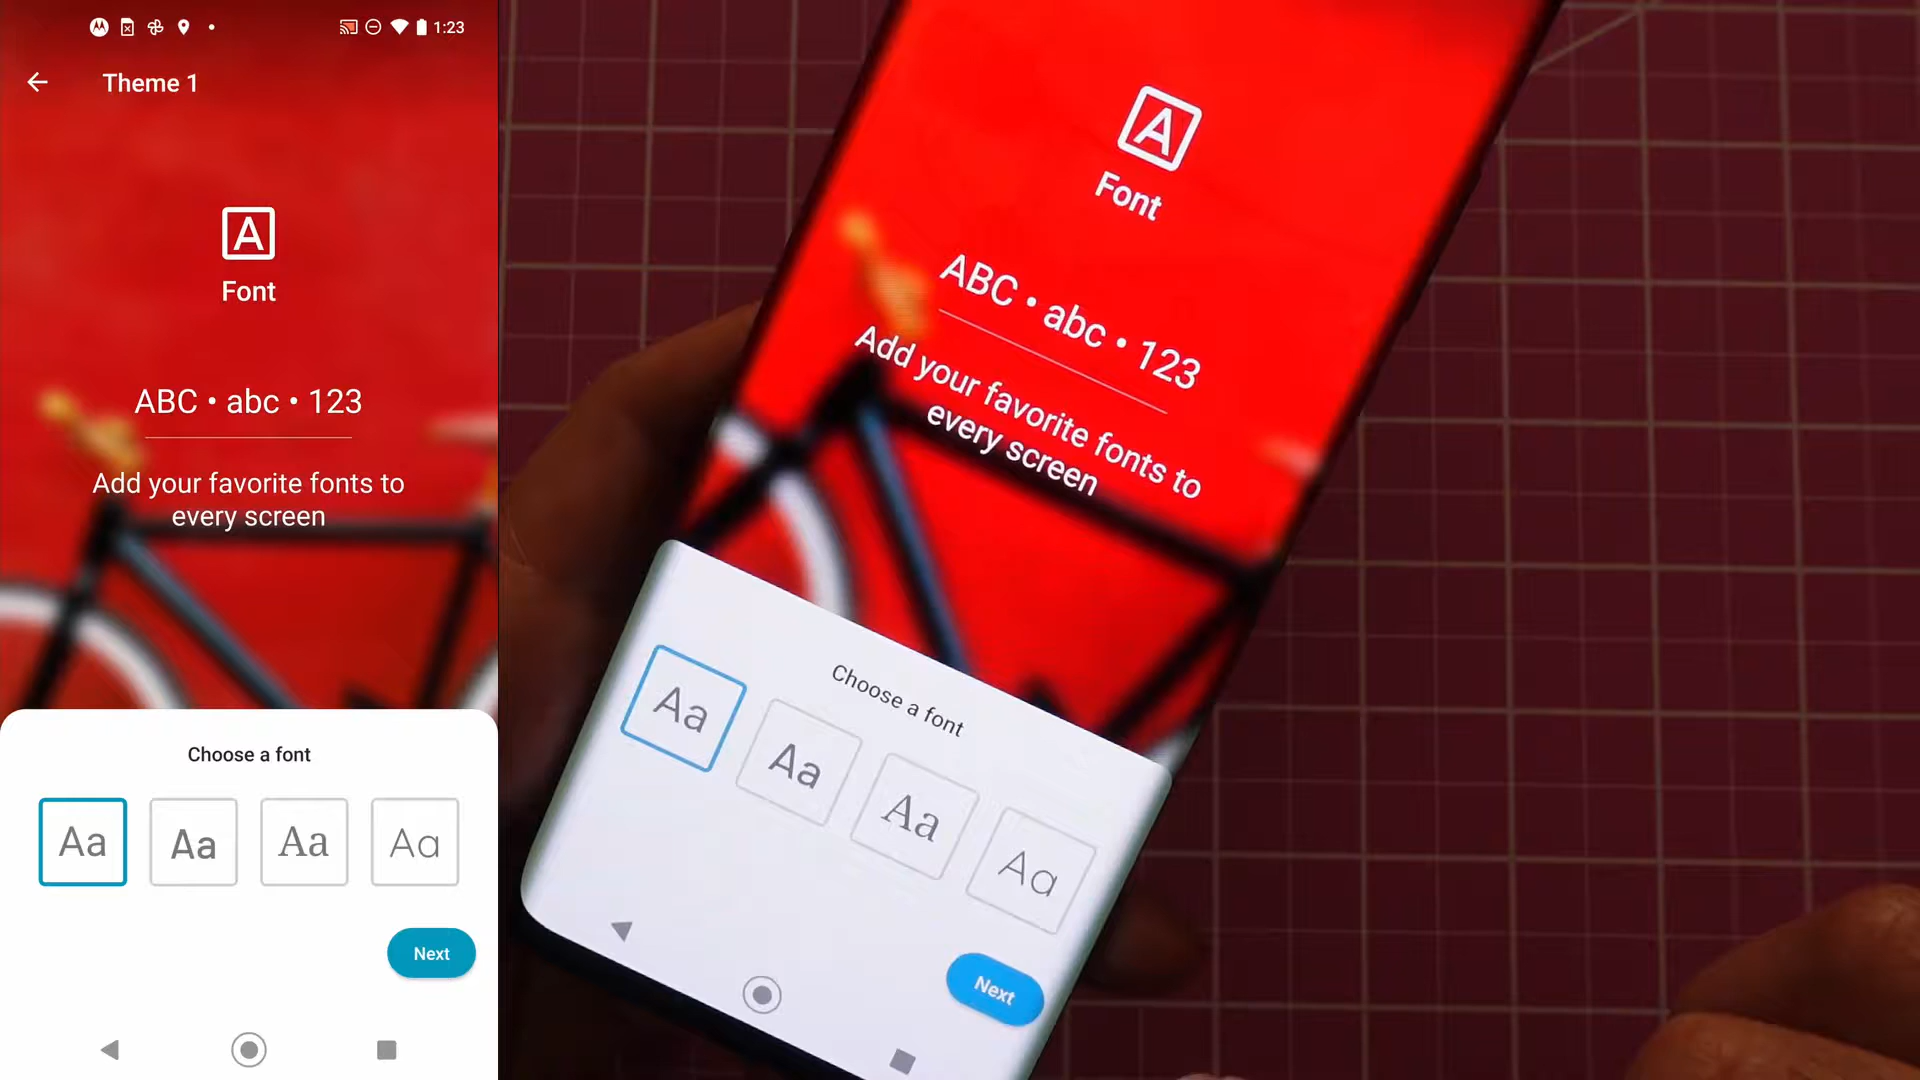 1:23
Theme 1
A
Font
ABC • abc • 123
Add your favorite fonts to
every screen
Choose a font
Aa Aa Aa Aa
Next
A
Font
ABC • abc • 123
Add your favorite fonts to
every screen
Choose a font
Aa Aa Aa Aa
Next